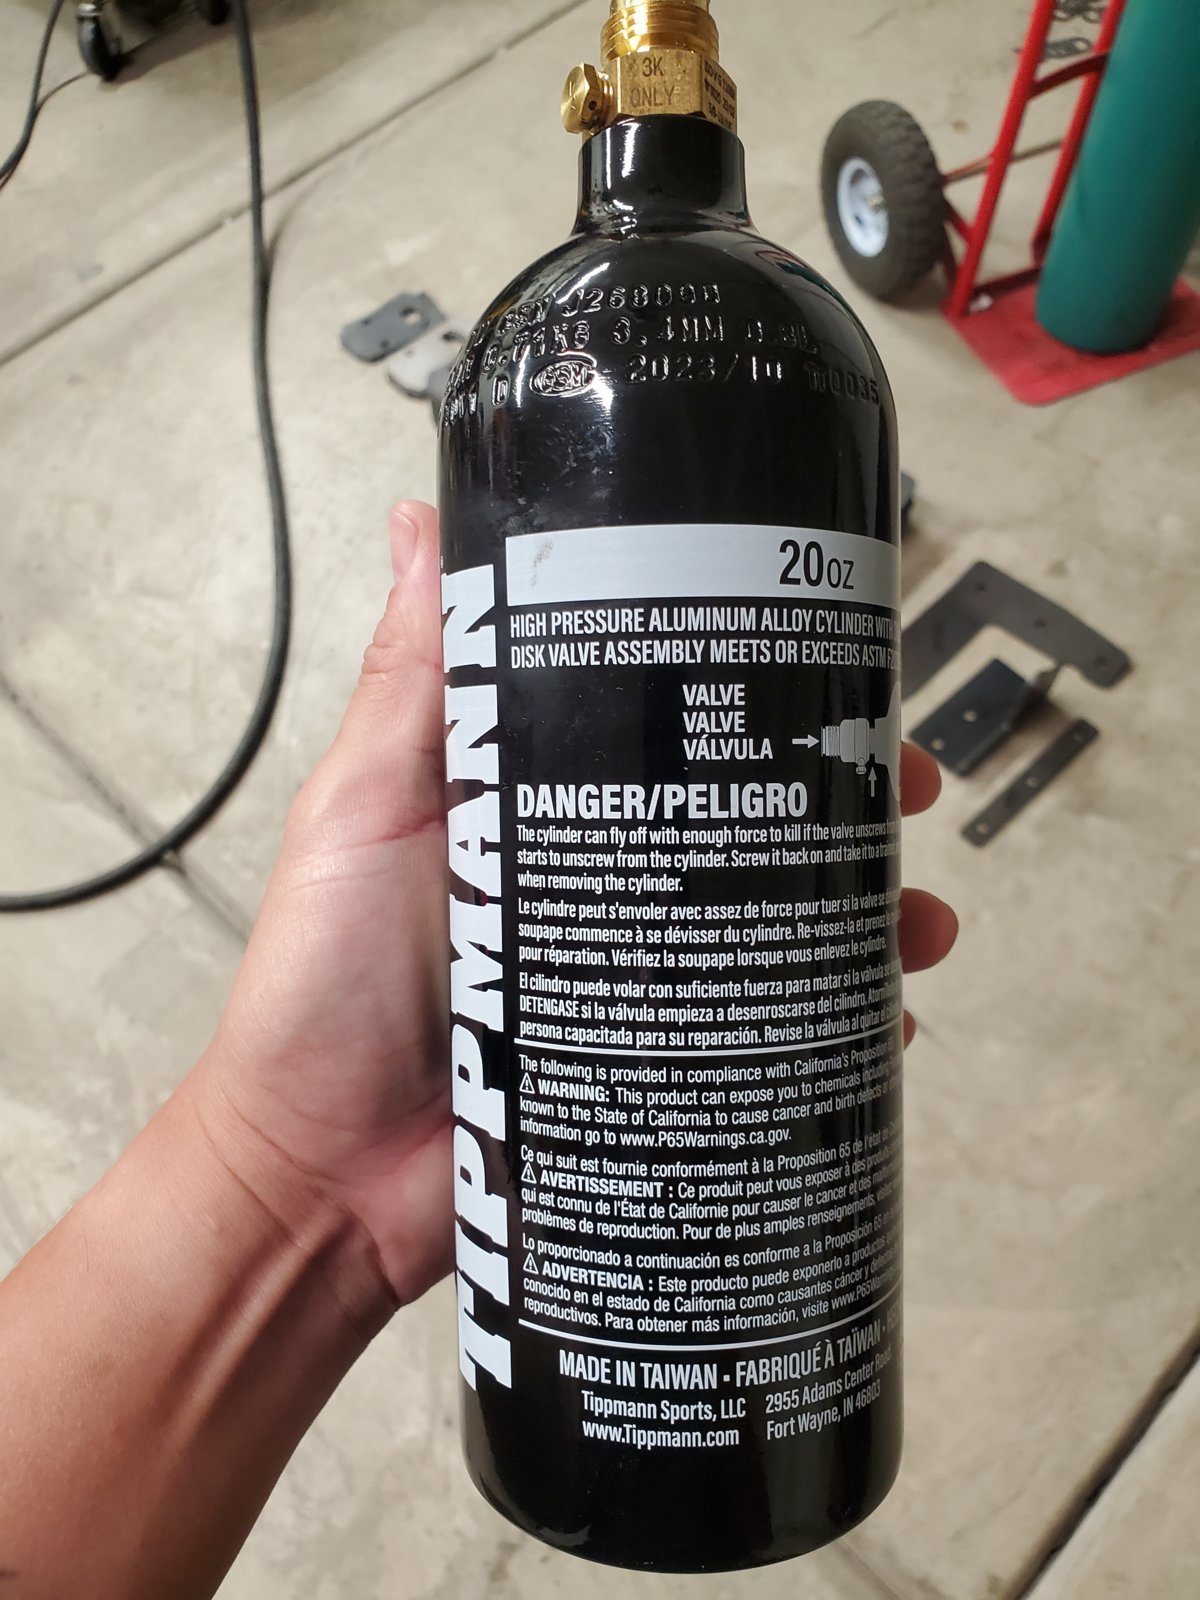 3K
ONLY
J268094
0.71KG 3.4MM 0.8L
GSM 2023/10 TT0035
TIPPMANN
20oz
HIGH PRESSURE ALUMINUM ALLOY CYLINDER WITH
DISK VALVE ASSEMBLY MEETS OR EXCEEDS ASTM
VALVE
VALVE
VÁLVULA
DANGER/PELIGRO
The cylinder can fly off with enough force to kill if the valve unscrews from
starts to unscrew from the cylinder. Screw it back on and take it to a trained
when removing the cylinder.
Le cylindre peut s'envoler avec assez de force pour tuer si la valve se
soupape commence à se dévisser du cylindre. Re-vissez-la et prenez le
pour réparation. Vérifiez la soupape lorsque vous enlevez le cylindre.
El cilindro puede volar con suficiente fuerza para matar si la válvula se
DETENGASE si la válvula empieza a desenroscarse del cilindro. Atornillela
persona capacitada para su reparación. Revise la válvula al quitar el
The following is provided in compliance with California's Proposition
⚠ WARNING: This product can expose you to chemicals including
known to the State of California to cause cancer and birth defects or
information go to www.P65Warnings.ca.gov.
Ce qui suit est fournie conformément à la Proposition 65 de l'état de
⚠ AVERTISSEMENT : Ce produit peut vous exposer à des produits
qui est connu de l'État de Californie pour causer le cancer et des
problèmes de reproduction. Pour de plus amples renseignements,
Lo proporcionado a continuación es conforme a la Proposición 65
⚠ ADVERTENCIA : Este producto puede exponerlo a productos
conocido en el estado de California como causantes cáncer y defectos
reproductivos. Para obtener más información, visite
MADE IN TAIWAN - FABRIQUÉ À TAÏWAN -
Tippmann Sports, LLC 2955 Adams Center Road
www.Tippmann.com Fort Wayne, IN 46803